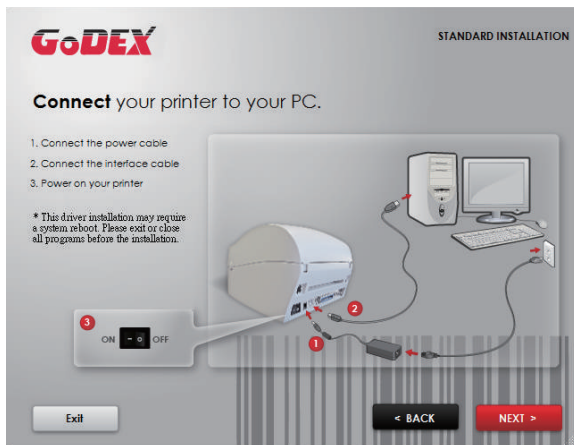 GODEX
STANDARD INSTALLATION
Connect your printer to your PC.
1. Connect the power cable
2. Connect the interface cable
3. Power on your printer
* This driver installation may require
a system reboot. Please exit or close
all programs before the installation.
3
ON - o OFF
2
1
Exit
< BACK
NEXT >